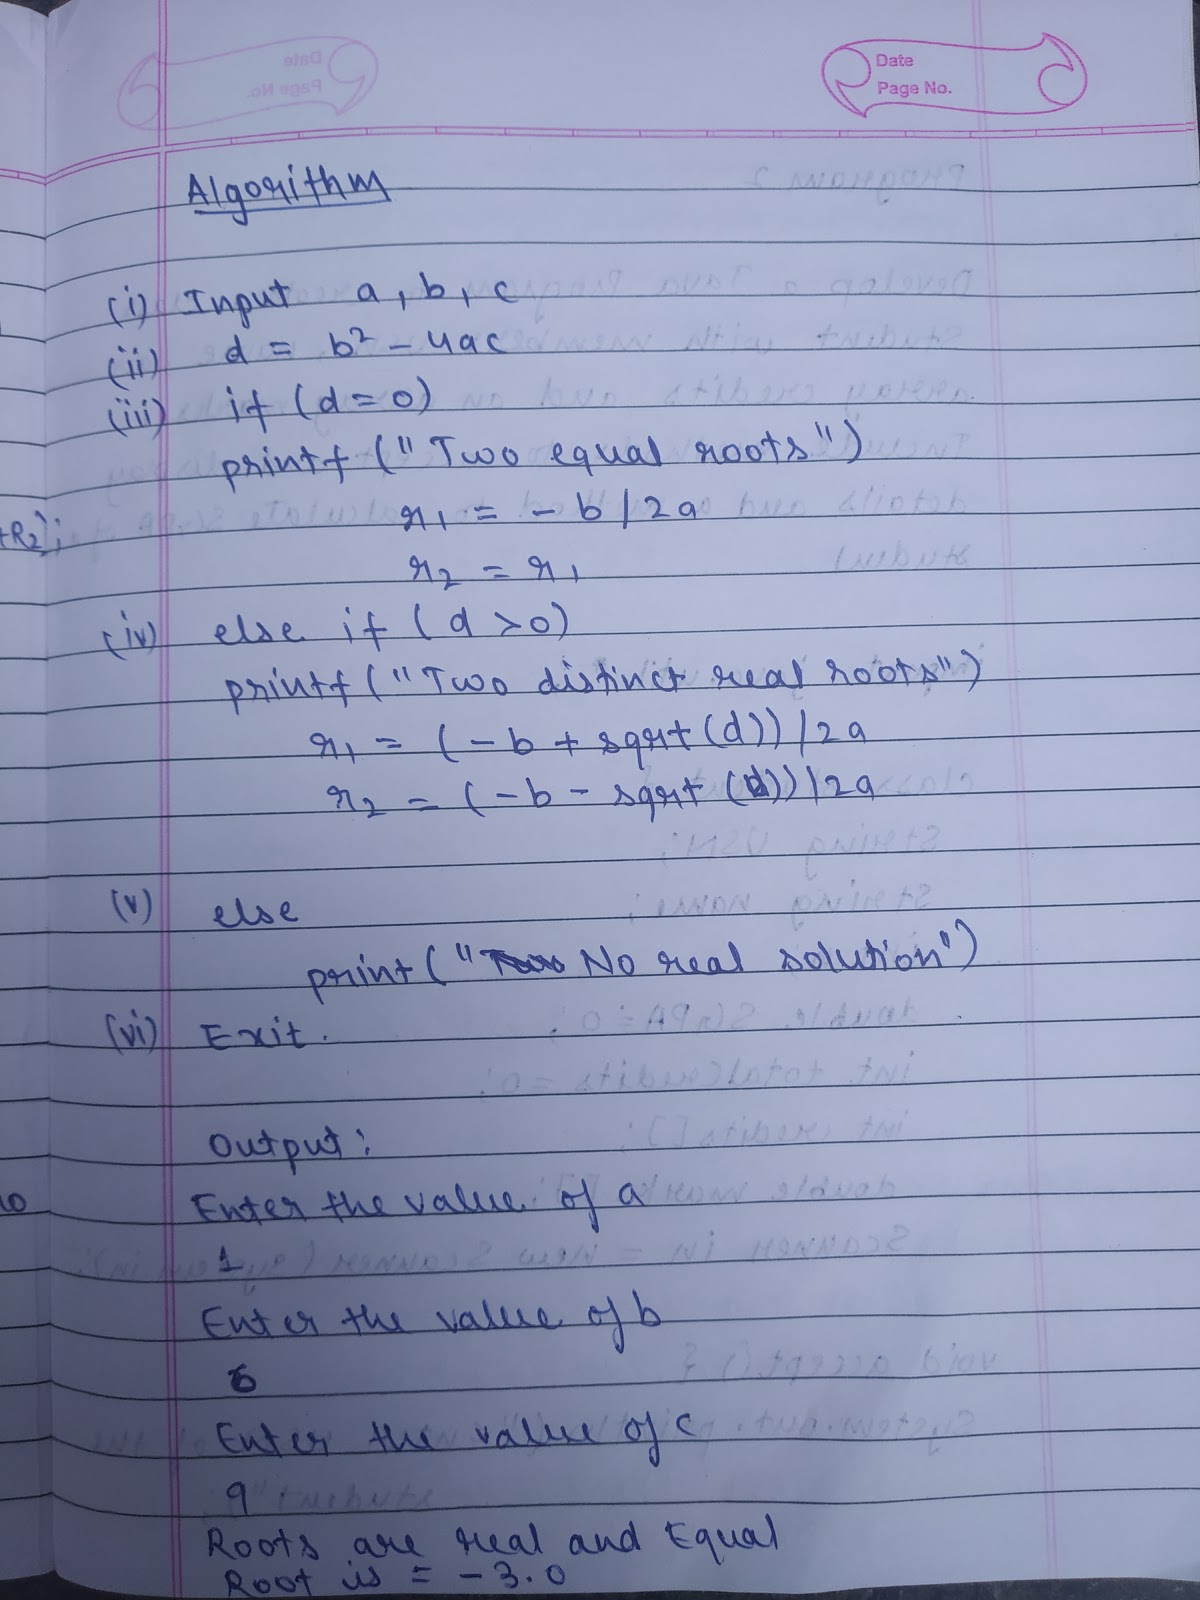 Date
Page No.
Algorithm
(i) Input a, b, c
(ii) d = b² - 4ac
(iii) if (d = 0)
printf ("Two equal roots")
r₁ = - b / 2a
+R₂);
r₂ = r₁
(iv) else if (d > 0)
printf ("Two distinct real roots")
r₁ = (-b + sqrt (d)) / 2a
r₂ = (-b - sqrt (d)) / 2a
(v) else
print ("No real solution")
(vi) Exit.
Output:
Enter the value of a
1
Enter the value of b
6
Enter the value of c
9
Roots are real and Equal
Root is = -3.0